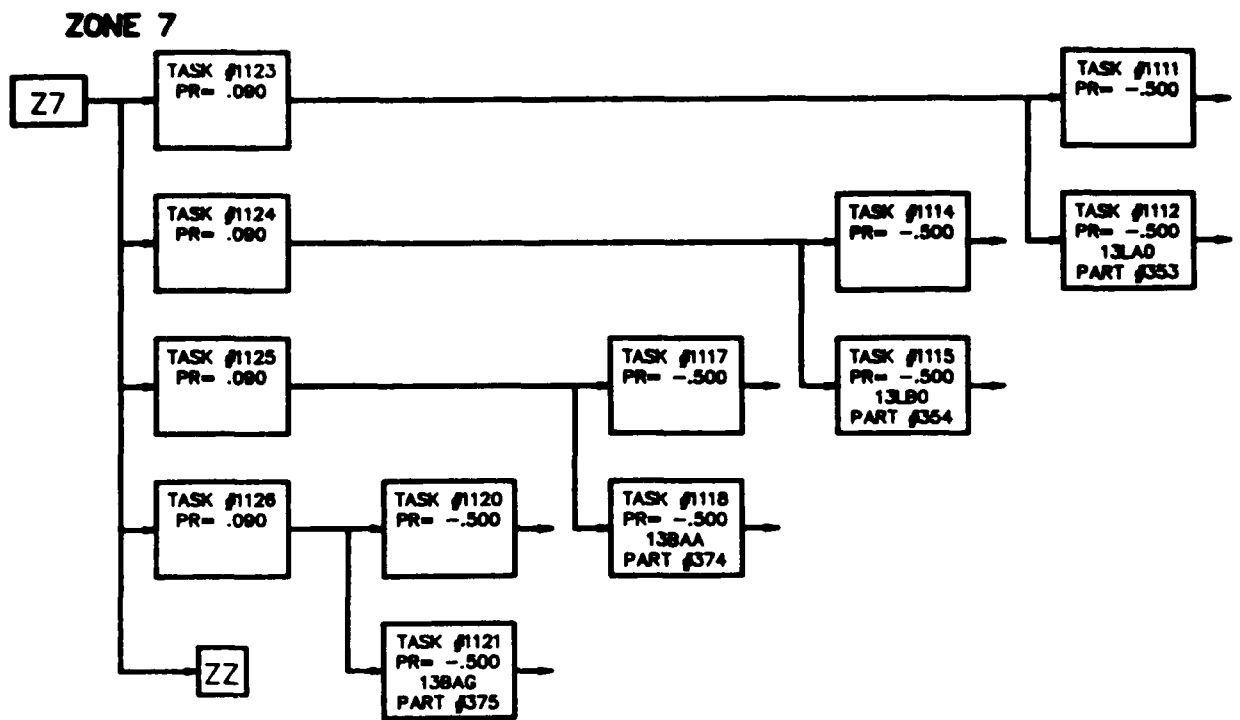 ZONE 7
Z7
TASK #1123
PR= .090
TASK #1111
PR= -.500
TASK #1124
PR= .090
TASK #1114
PR= -.500
TASK #1112
PR= -.500
13LA0
PART #353
TASK #1125
PR= .090
TASK #1117
PR= -.500
TASK #1115
PR= -.500
13LB0
PART #354
TASK #1126
PR= .090
TASK #1120
PR= -.500
TASK #1118
PR= -.500
13BAA
PART #374
ZZ
TASK #1121
PR= -.500
13BAG
PART #375